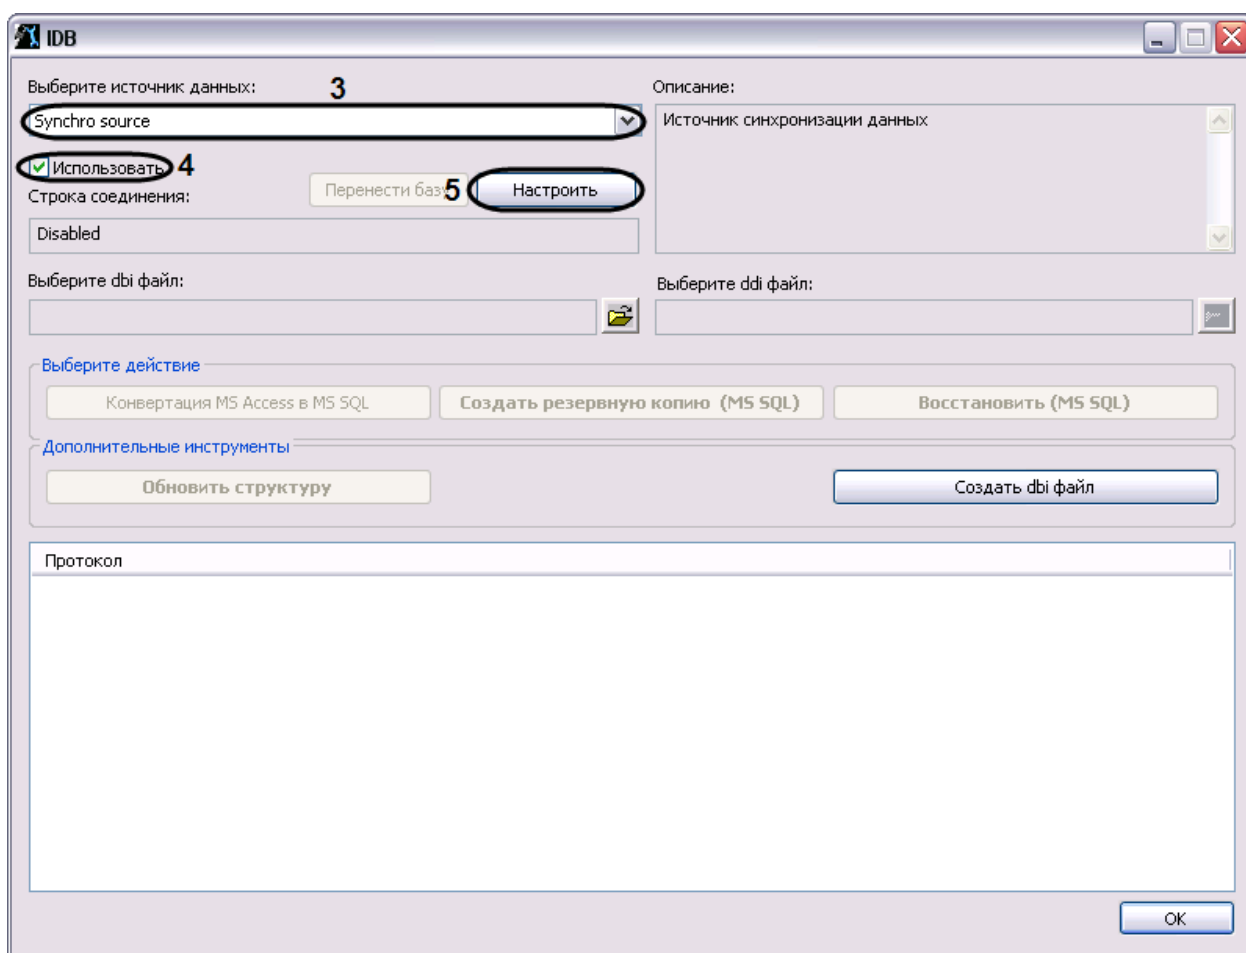 IDB
Выберите источник данных:
3
Описание:
Synchro source
Источник синхронизации данных
Использовать
4
Строка соединения:
Перенести базу
5
Настроить
Disabled
Выберите dbi файл:
Выберите ddi файл:
Выберите действие
Конвертация MS Access в MS SQL
Создать резервную копию (MS SQL)
Восстановить (MS SQL)
Дополнительные инструменты
Обновить структуру
Создать dbi файл
Протокол
OK